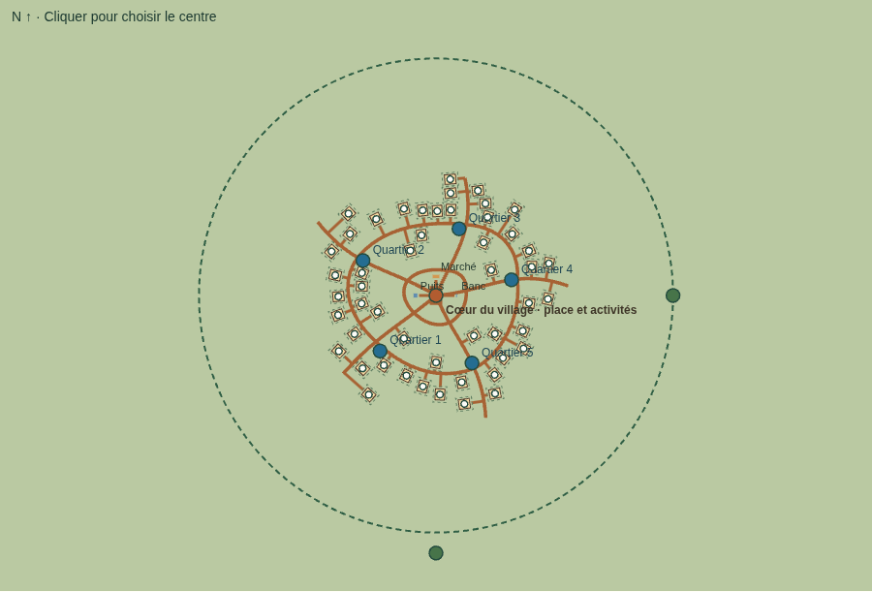 N ↑ · Cliquer pour choisir le centre
Quartier 3
Quartier 2
Marché
Quartier 4
Puits
Banc
Cœur du village · place et activités
Quartier 1
Quartier 5